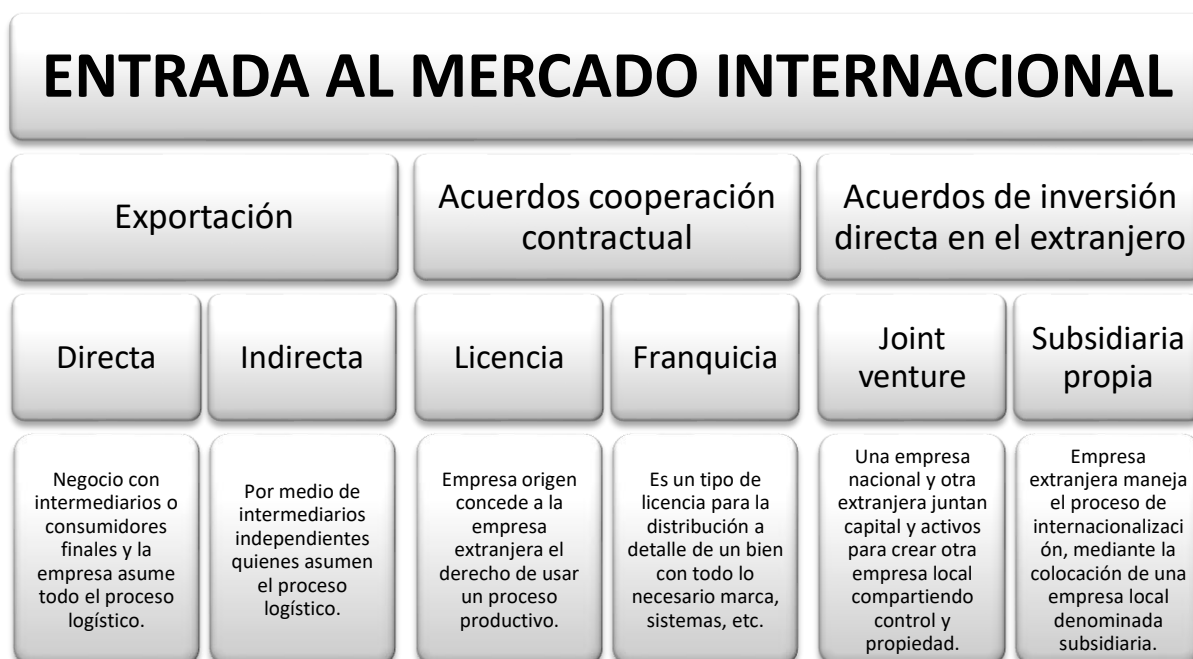 ENTRADA AL MERCADO INTERNACIONAL
Exportación
Acuerdos cooperación
contractual
Acuerdos de inversión
directa en el extranjero
Directa
Indirecta
Licencia
Franquicia
Joint
venture
Subsidiaria
propia
Negocio con
intermediarios o
consumidores
finales y la
empresa asume
todo el proceso
logístico.
Por medio de
intermediarios
independientes
quienes asumen
el proceso
logístico.
Empresa origen
concede a la
empresa
extranjera el
derecho de usar
un proceso
productivo.
Es un tipo de
licencia para la
distribución a
detalle de un bien
con todo lo
necesario marca,
sistemas, etc.
Una empresa
nacional y otra
extranjera juntan
capital y activos
para crear otra
empresa local
compartiendo
control y
propiedad.
Empresa
extranjera maneja
el proceso de
internacionalizaci
ón, mediante la
colocación de una
empresa local
denominada
subsidiaria.